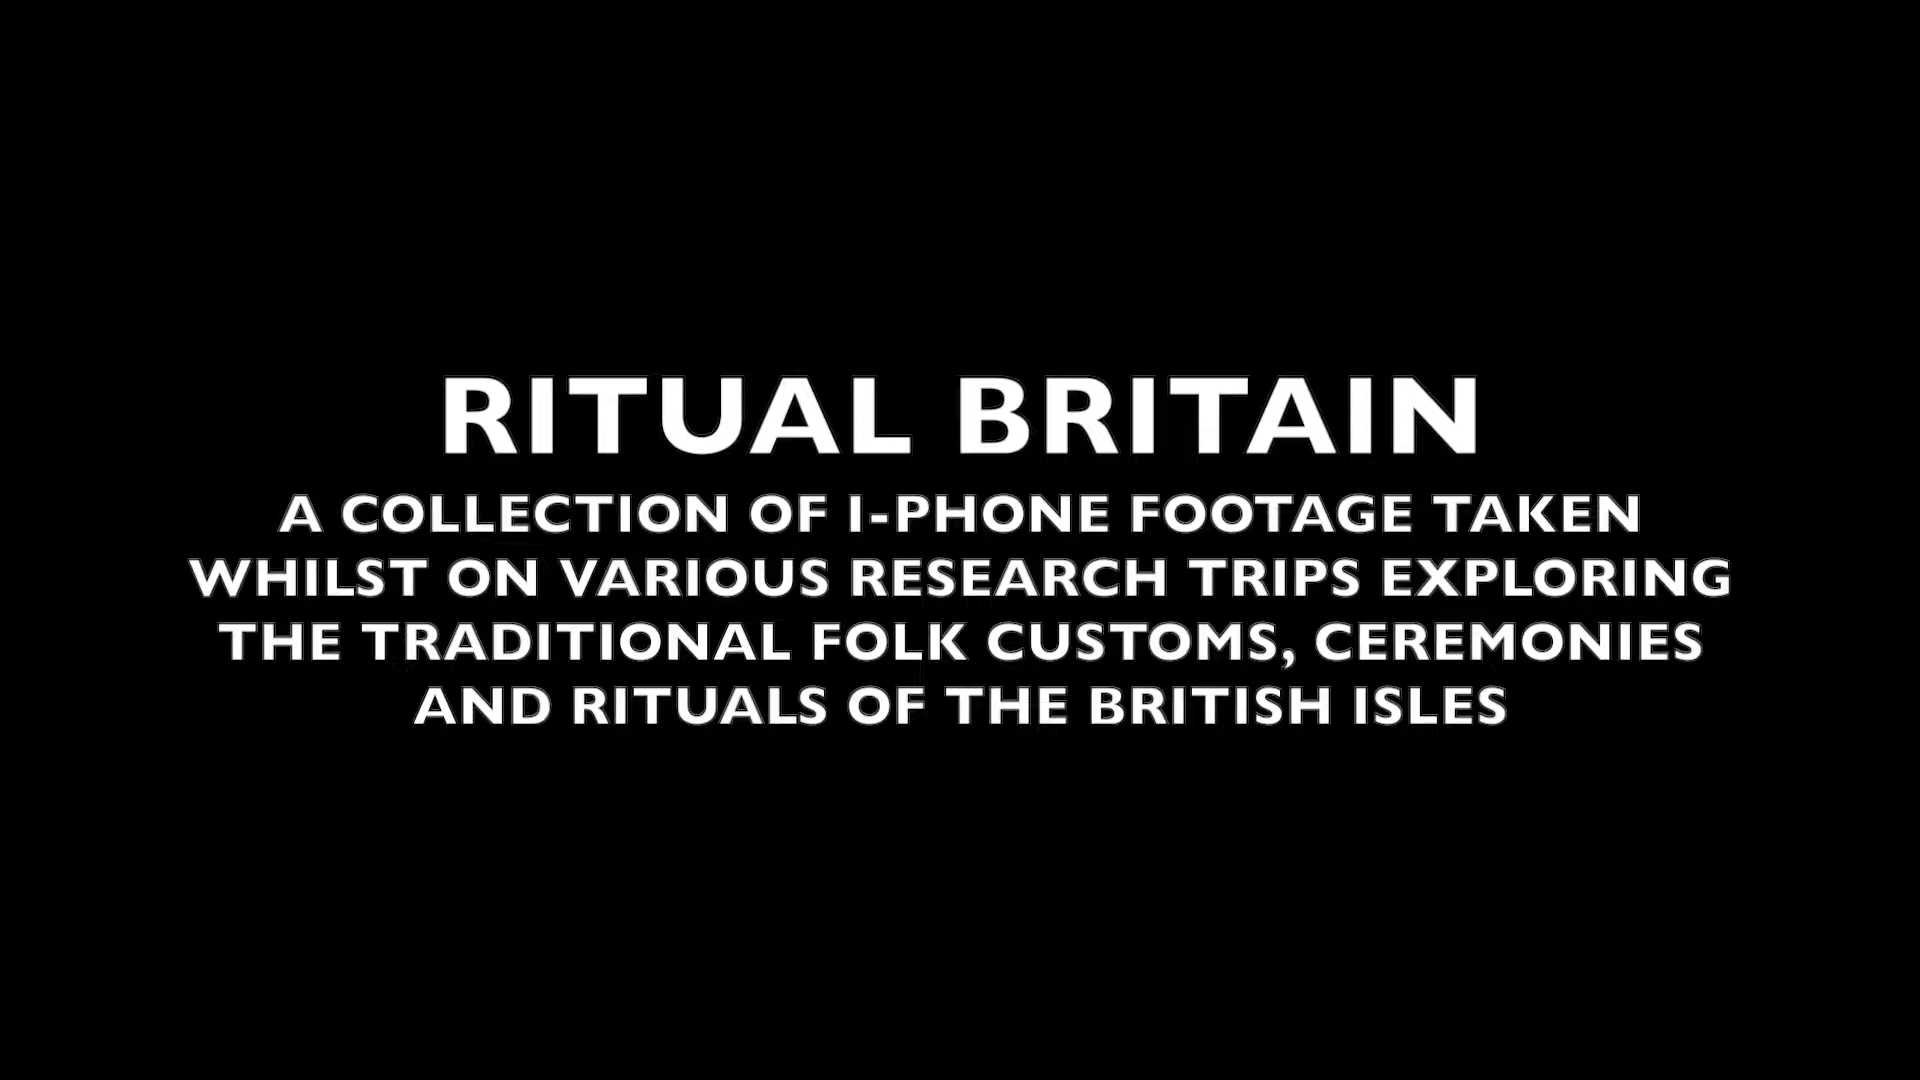 RITUAL BRITAIN
A COLLECTION OF I-PHONE FOOTAGE TAKEN
WHILST ON VARIOUS RESEARCH TRIPS EXPLORING
THE TRADITIONAL FOLK CUSTOMS, CEREMONIES
AND RITUALS OF THE BRITISH ISLES